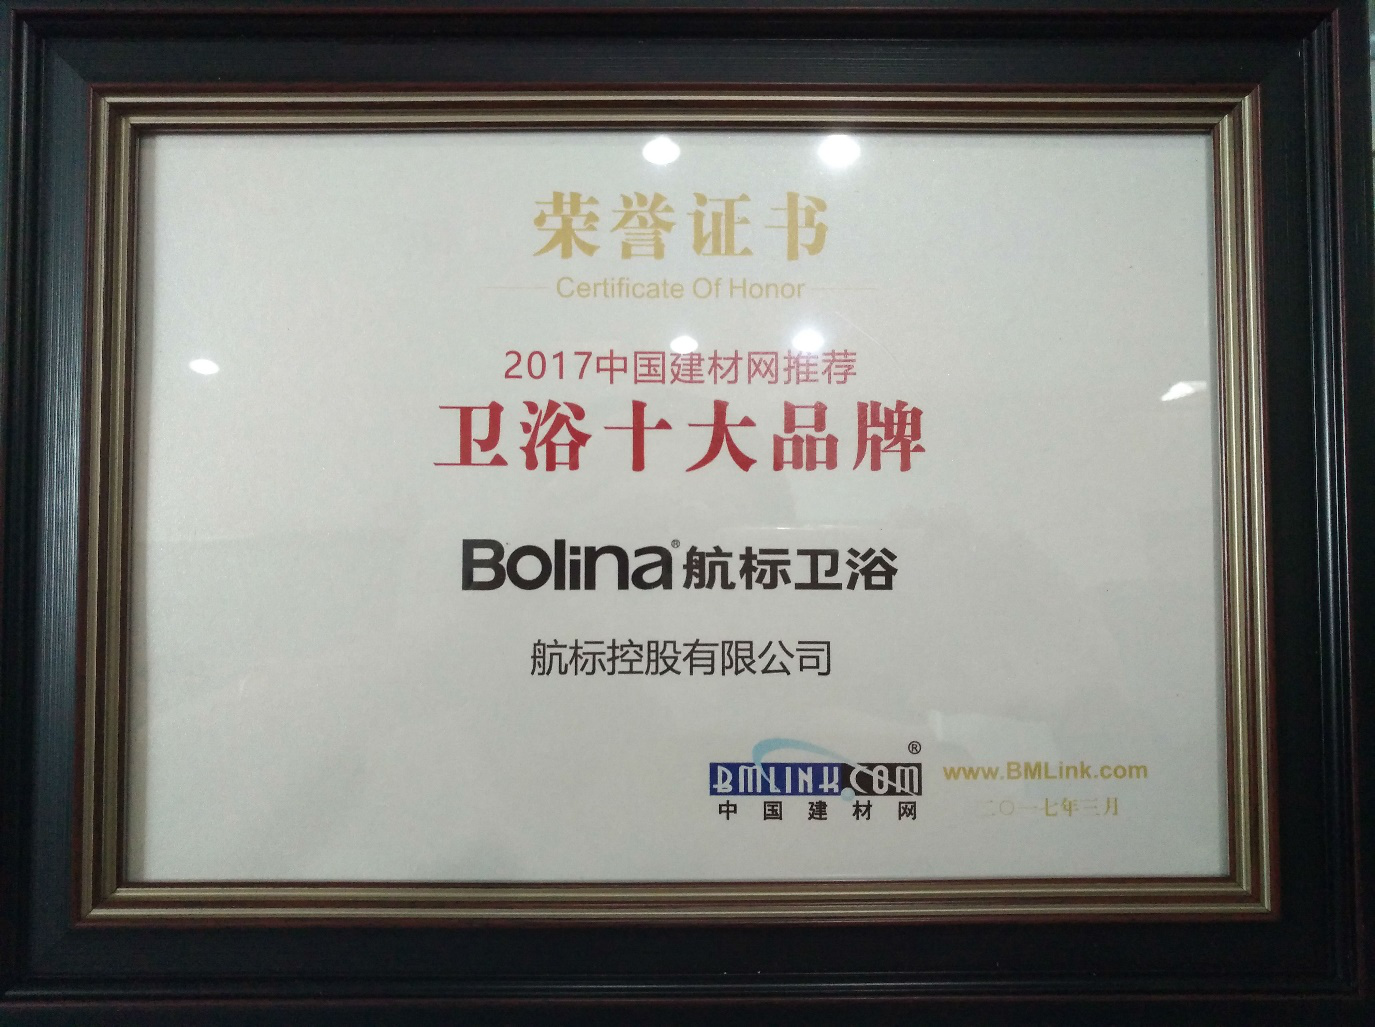 荣誉证书
Certificate Of Honor
2017中国建材网推荐
卫浴十大品牌
Bolina®航标卫浴
航标控股有限公司
BMLINK.COM®
中国建材网
www.BMLink.com
二〇一七年三月